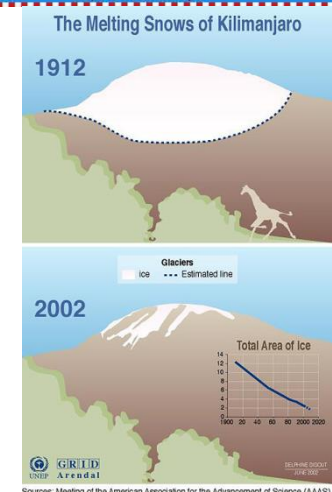 The Melting Snows of Kilimanjaro
1912
Glaciers
ice Estimated line
2002
Total Area of Ice
14
12
10
8
6
4
2
0
1900 20 40 60 80 2000 2020
UNEP
GRID
Arendal
JUNE 2002
Sources: Meeting of the American Association for the Advancement of Science (AAAS)